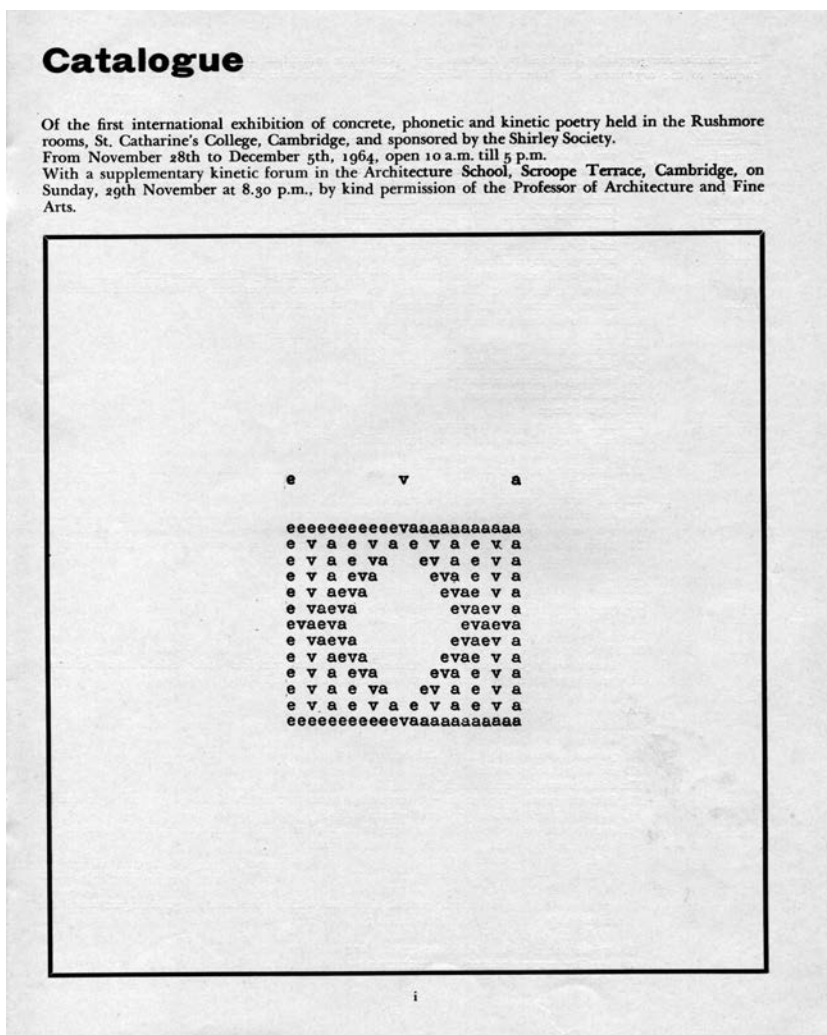 Catalogue
Of the first international exhibition of concrete, phonetic and kinetic poetry held in the Rushmore
rooms, St. Catharine's College, Cambridge, and sponsored by the Shirley Society.
From November 28th to December 5th, 1964, open 10 a.m. till 5 p.m.
With a supplementary kinetic forum in the Architecture School, Scroope Terrace, Cambridge, on
Sunday, 29th November at 8.30 p.m., by kind permission of the Professor of Architecture and Fine
Arts.
e v a
eeeeeeeeeeevaaaaaaaaaaa
e v a e v a e v a e v a
e v a e va ev a e v a
e v a eva eva e v a
e v aeva evae v a
e vaeva evaev a
evaeva evaeva
e vaeva evaev a
e v aeva evae v a
e v a eva eva e v a
e v a e va ev a e v a
e v a e v a e v a e v a
eeeeeeeeeeevaaaaaaaaaaa
i